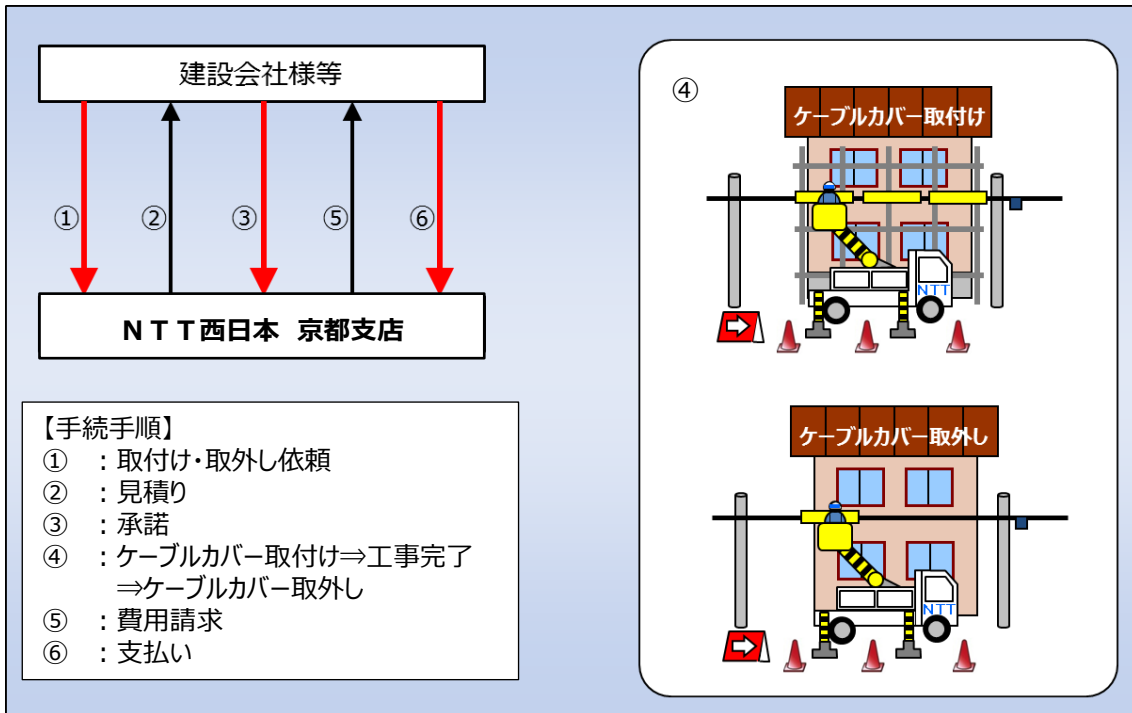 建設会社様等
①
②
③
⑤
⑥
NTT西日本 京都支店
【手続手順】
① :取付け・取外し依頼
② :見積り
③ :承諾
④ :ケーブルカバー取付け⇒工事完了
⇒ケーブルカバー取外し
⑤ :費用請求
⑥ :支払い
④
ケーブルカバー取付け
NTT
ケーブルカバー取外し
NTT